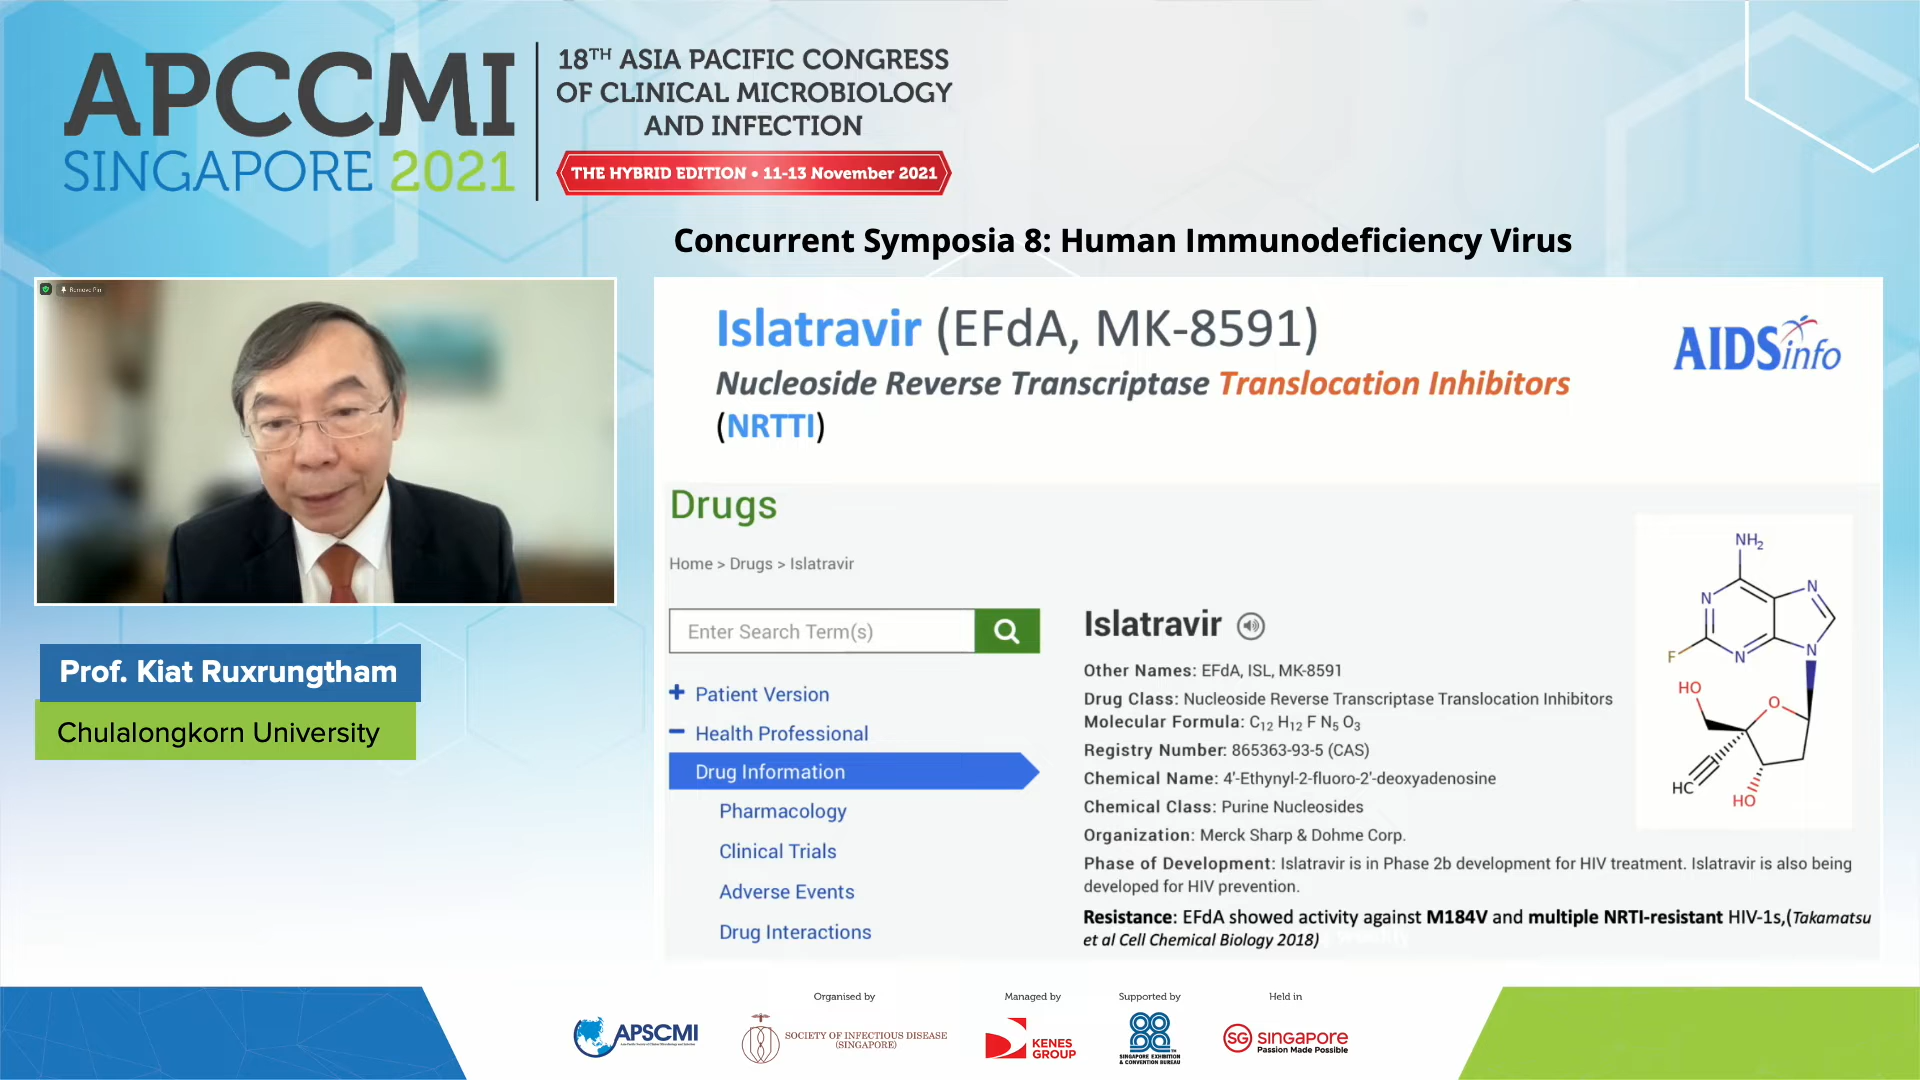 APCCMI
SINGAPORE 2021
18TH ASIA PACIFIC CONGRESS
OF CLINICAL MICROBIOLOGY
AND INFECTION
THE HYBRID EDITION • 11-13 November 2021
Concurrent Symposia 8: Human Immunodeficiency Virus
Remove Pin
Prof. Kiat Ruxrungtham
Chulalongkorn University
Islatravir (EFdA, MK-8591)
Nucleoside Reverse Transcriptase Translocation Inhibitors
(NRTTI)
AIDSinfo
Drugs
Home > Drugs > Islatravir
Enter Search Term(s)
+ Patient Version
− Health Professional
Drug Information
Pharmacology
Clinical Trials
Adverse Events
Drug Interactions
Islatravir
Other Names: EFdA, ISL, MK-8591
Drug Class: Nucleoside Reverse Transcriptase Translocation Inhibitors
Molecular Formula: C12 H12 F N5 O3
Registry Number: 865363-93-5 (CAS)
Chemical Name: 4'-Ethynyl-2-fluoro-2'-deoxyadenosine
Chemical Class: Purine Nucleosides
Organization: Merck Sharp & Dohme Corp.
Phase of Development: Islatravir is in Phase 2b development for HIV treatment. Islatravir is also being
developed for HIV prevention.
Resistance: EFdA showed activity against M184V and multiple NRTI-resistant HIV-1s,(Takamatsu
et al Cell Chemical Biology 2018)
NH2
N
N
N
N
F
HO
O
HC
HO
Organised by
APSCMI
SOCIETY OF INFECTIOUS DISEASE
(SINGAPORE)
Managed by
KENES
GROUP
Supported by
SINGAPORE EXHIBITION
& CONVENTION BUREAU
Held in
SG SINGAPORE
Passion Made Possible